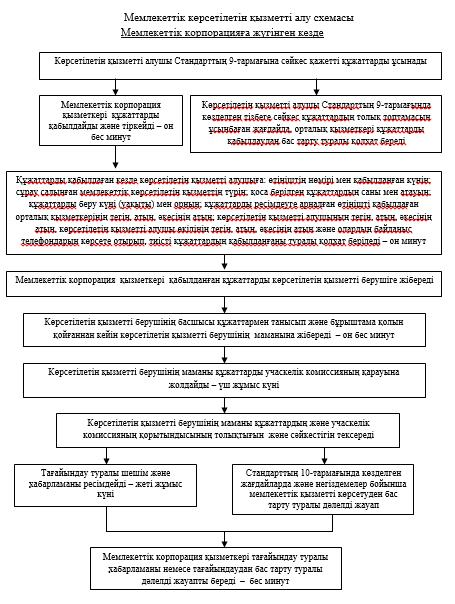 Мемлекеттік көрсетілетін қызметті алу схемасы
Мемлекеттік корпорацияға жүгінген кезде
Көрсетілетін қызметті алушы Стандарттың 9-тармағына сәйкес қажетті құжаттарды ұсынады
Мемлекеттік корпорация
қызметкері құжаттарды
қабылдайды және тіркейді – он
бес минут
Көрсетілетін қызметті алушы Стандарттың 9-тармағында
көзделген тізбеге сәйкес құжаттардың толық топтамасын
ұсынбаған жағдайда, орталық қызметкері құжаттарды
қабылдаудан бас тарту туралы қолхат береді
Құжаттарды қабылдаған кезде көрсетілетін қызметті алушыға: өтініштің нөмірі мен қабылданған күнін;
сұрау салынған мемлекеттік көрсетілетін қызметтің түрін, қоса берілген құжаттардың саны мен атауын;
құжаттарды беру күні (уақыты) мен орнын; құжаттарды ресімдеуге арналған өтінішті қабылдаған
орталық қызметкерінің тегін, атын, әкесінің атын; көрсетілетін қызметті алушының тегін, атын, әкесінің
атын, көрсетілетін қызметті алушы өкілінің тегін, атын, әкесінің атын және олардың байланыс
телефондарын көрсете отырып, тиісті құжаттардың қабылданғаны туралы қолхат беріледі – он минут
Мемлекеттік корпорация қызметкері қабылданған құжаттарды көрсетілетін қызметті берушіге жібереді
Көрсетілетін қызметті берушінің басшысы құжаттармен танысып және бұрыштама қолын
қойғаннан кейін көрсетілетін қызметті берушінің маманына жібереді – он бес минут
Көрсетілетін қызметті берушінің маманы құжаттарды учаскелік комиссияның қарауына
жолдайды – үш жұмыс күні
Көрсетілетін қызметті берушінің маманы құжаттардың және учаскелік
комиссияның қорытындысының толықтығын және сәйкестігін тексереді
Тағайындау туралы шешім және
хабарламаны ресімдейді – жеті жұмыс
күні
Стандарттың 10-тармағында көзделген
жағдайларда және негіздемелер бойынша
мемлекеттік қызметті көрсетуден бас
тарту туралы дәлелді жауап
Мемлекеттік корпорация қызметкері тағайындау туралы
хабарламаны немесе тағайындаудан бас тарту туралы
дәлелді жауапты береді – бес минут